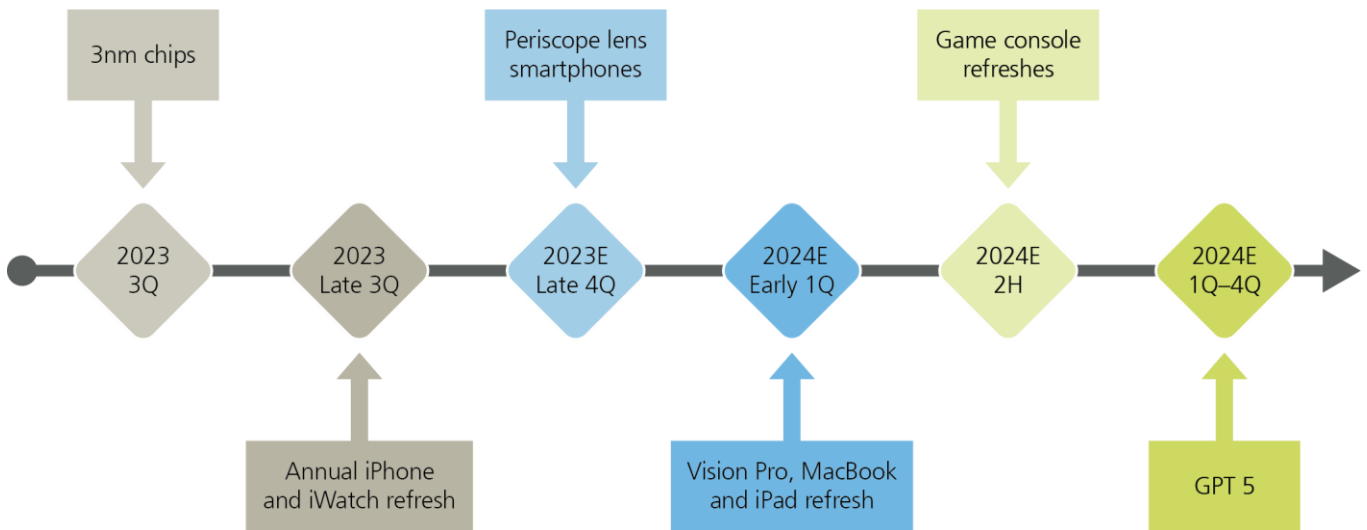 3nm chips
Periscope lens
smartphones
Game console
refreshes
2023
3Q
2023
Late 3Q
2023E
Late 4Q
2024E
Early 1Q
2024E
2H
2024E
1Q–4Q
Annual iPhone
and iWatch refresh
Vision Pro, MacBook
and iPad refresh
GPT 5